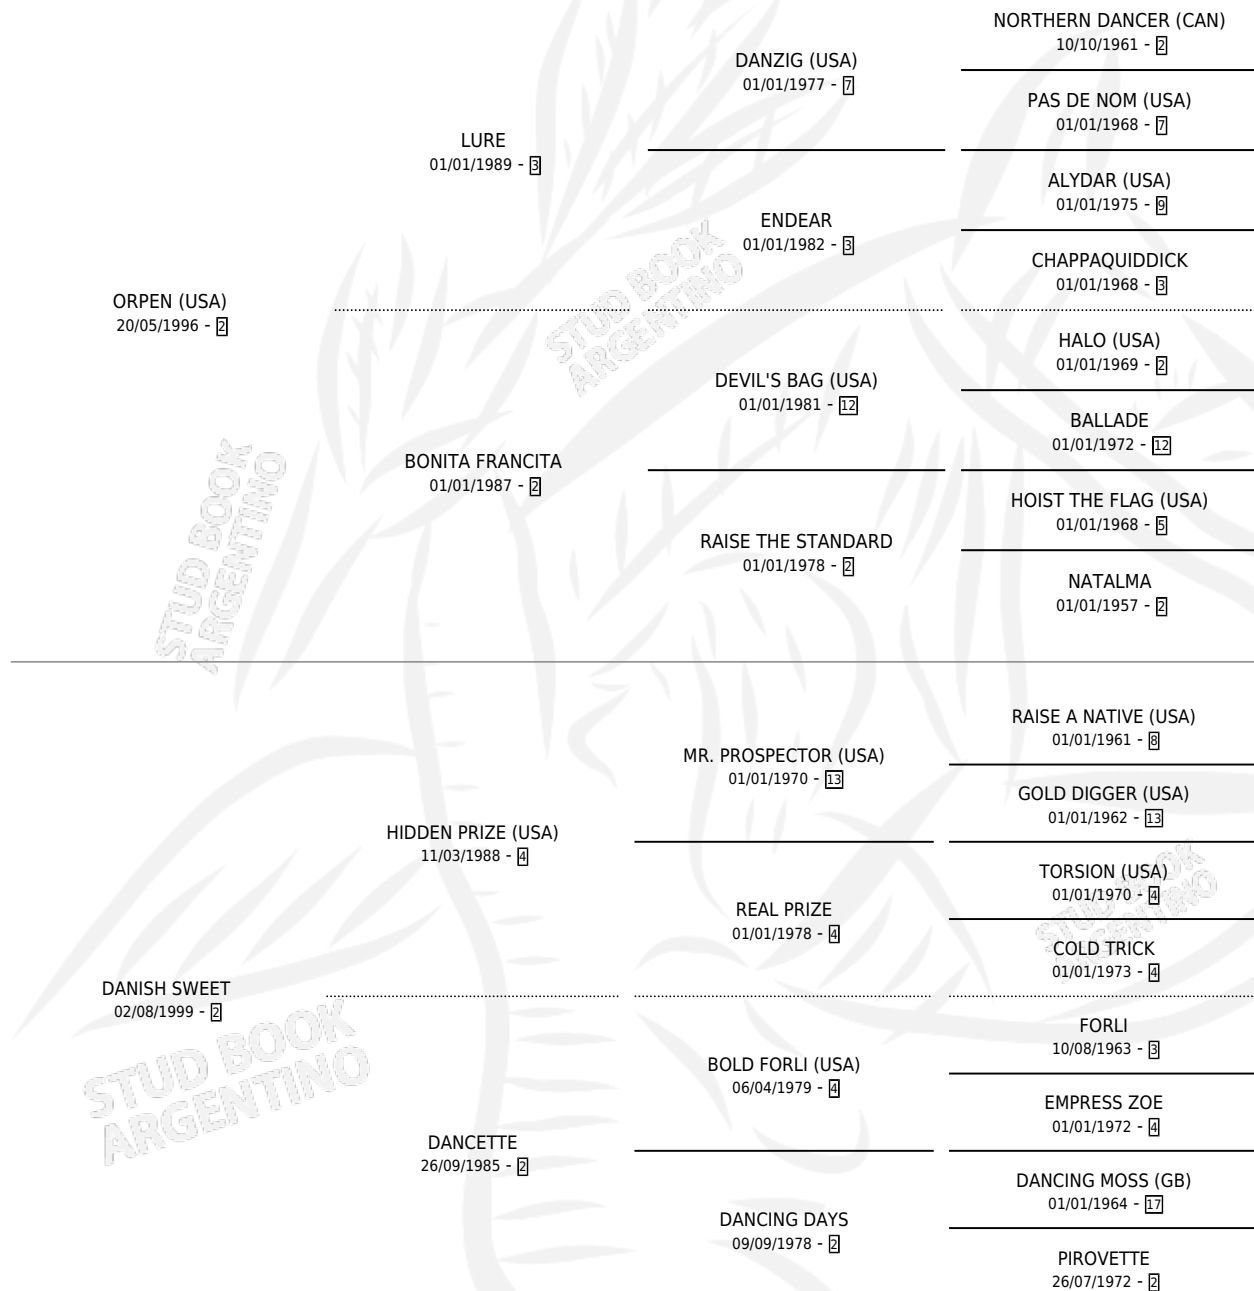 NORTHERN DANCER (CAN)
10/10/1961 - 2
DANZIG (USA)
01/01/1977 - 7
PAS DE NOM (USA)
01/01/1968 - 7
LURE
01/01/1989 - 3
ALYDAR (USA)
01/01/1975 - 9
ENDEAR
01/01/1982 - 3
CHAPPAQUIDDICK
01/01/1968 - 3
ORPEN (USA)
20/05/1996 - 2
STUD BOOK
ARGENTINO
HALO (USA)
01/01/1969 - 2
DEVIL'S BAG (USA)
01/01/1981 - 12
BALLADE
01/01/1972 - 12
BONITA FRANCITA
01/01/1987 - 2
HOIST THE FLAG (USA)
01/01/1968 - 5
RAISE THE STANDARD
01/01/1978 - 2
NATALMA
01/01/1957 - 2
STUD BOOK
ARGENTINO
RAISE A NATIVE (USA)
01/01/1961 - 8
MR. PROSPECTOR (USA)
01/01/1970 - 13
GOLD DIGGER (USA)
01/01/1962 - 13
HIDDEN PRIZE (USA)
11/03/1988 - 4
TORSION (USA)
01/01/1970 - 4
REAL PRIZE
01/01/1978 - 4
STUD BOOK
ARGENTINO
COLD TRICK
01/01/1973 - 4
DANISH SWEET
02/08/1999 - 2
FORLI
10/08/1963 - 3
BOLD FORLI (USA)
06/04/1979 - 4
EMPRESS ZOE
01/01/1972 - 4
STUD BOOK
ARGENTINO
DANCETTE
26/09/1985 - 2
DANCING MOSS (GB)
01/01/1964 - 17
DANCING DAYS
09/09/1978 - 2
PIROVETTE
26/07/1972 - 2